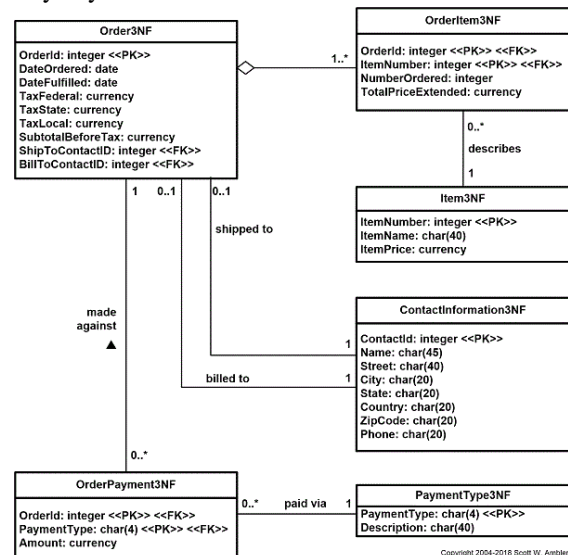 Order3NF
OrderId: integer <<PK>>
DateOrdered: date
DateFulfilled: date
TaxFederal: currency
TaxState: currency
TaxLocal: currency
SubtotalBeforeTax: currency
ShipToContactID: integer <<FK>>
BillToContactID: integer <<FK>>
1..*
OrderItem3NF
OrderId: integer <<PK>> <<FK>>
ItemNumber: integer <<PK>> <<FK>>
NumberOrdered: integer
TotalPriceExtended: currency
0..*
describes
1
Item3NF
ItemNumber: integer <<PK>>
ItemName: char(40)
ItemPrice: currency
1 0..1 0..1
shipped to
1
billed to 1
made
against
0..*
ContactInformation3NF
ContactId: integer <<PK>>
Name: char(45)
Street: char(40)
City: char(20)
State: char(20)
Country: char(20)
ZipCode: char(20)
Phone: char(20)
OrderPayment3NF
OrderId: integer <<PK>> <<FK>>
PaymentType: char(4) <<PK>> <<FK>>
Amount: currency
0..* paid via 1
PaymentType3NF
PaymentType: char(4) <<PK>>
Description: char(40)
Copyright 2004-2018 Scott W. Ambler